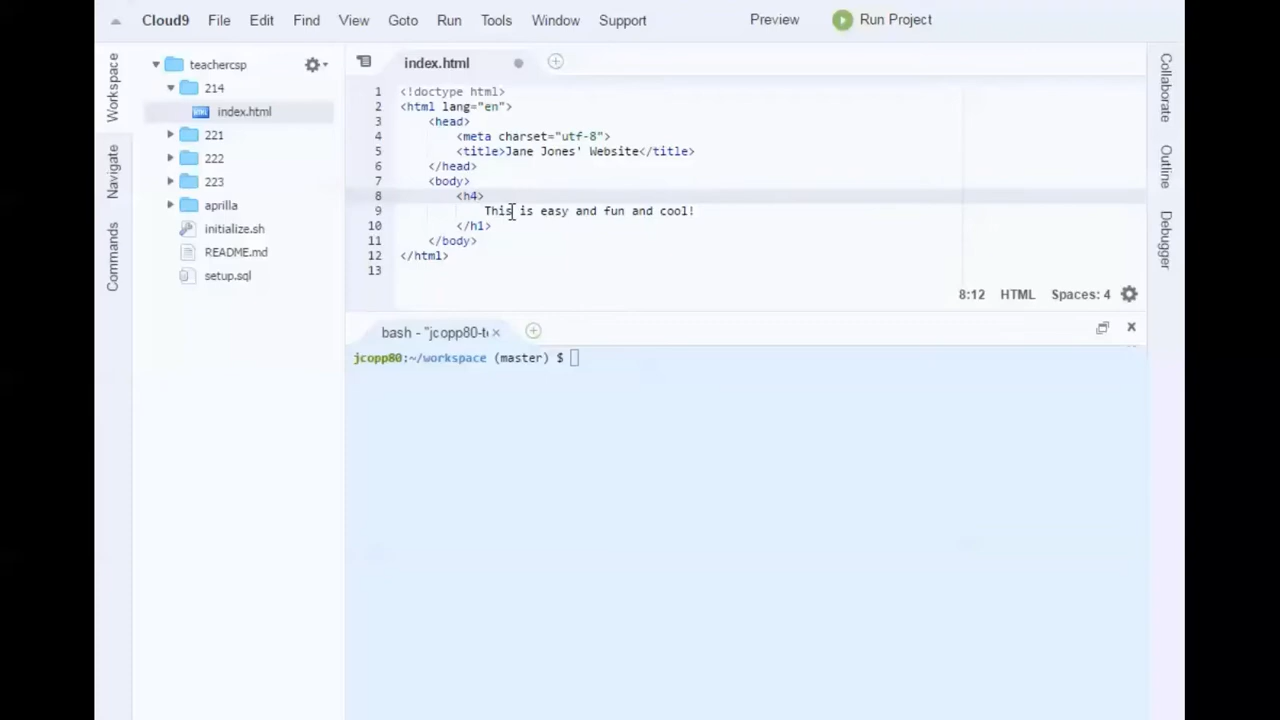 Cloud9 File Edit Find View Goto Run Tools Window Support Preview Run Project
Workspace
Navigate
Commands
teachercsp
214
index.html
221
222
223
aprilla
initialize.sh
README.md
setup.sql
index.html
1 <!doctype html>
2 <html lang="en">
3 <head>
4 <meta charset="utf-8">
5 <title>Jane Jones' Website</title>
6 </head>
7 <body>
8 <h4>
9 This is easy and fun and cool!
10 </h1>
11 </body>
12 </html>
13
8:12 HTML Spaces: 4
bash - "jcopp80-t
jcopp80:~/workspace (master) $
Collaborate
Outline
Debugger